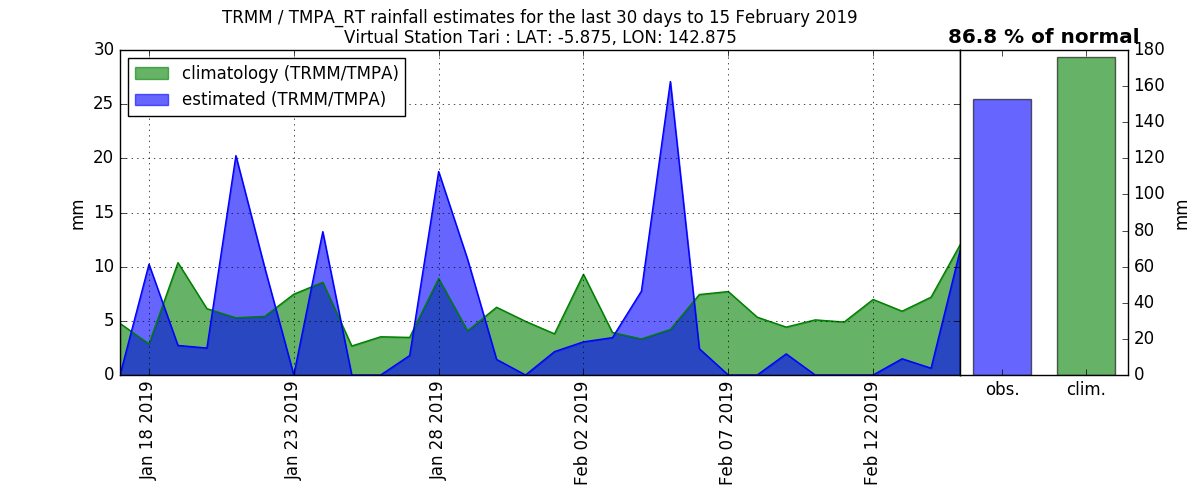 TRMM / TMPA_RT rainfall estimates for the last 30 days to 15 February 2019
Virtual Station Tari : LAT: -5.875, LON: 142.875
86.8 % of normal
climatology (TRMM/TMPA)
estimated (TRMM/TMPA)
30
25
20
15
10
5
0
mm
Jan 18 2019
Jan 23 2019
Jan 28 2019
Feb 02 2019
Feb 07 2019
Feb 12 2019
obs.
clim.
180
160
140
120
100
80
60
40
20
0
mm